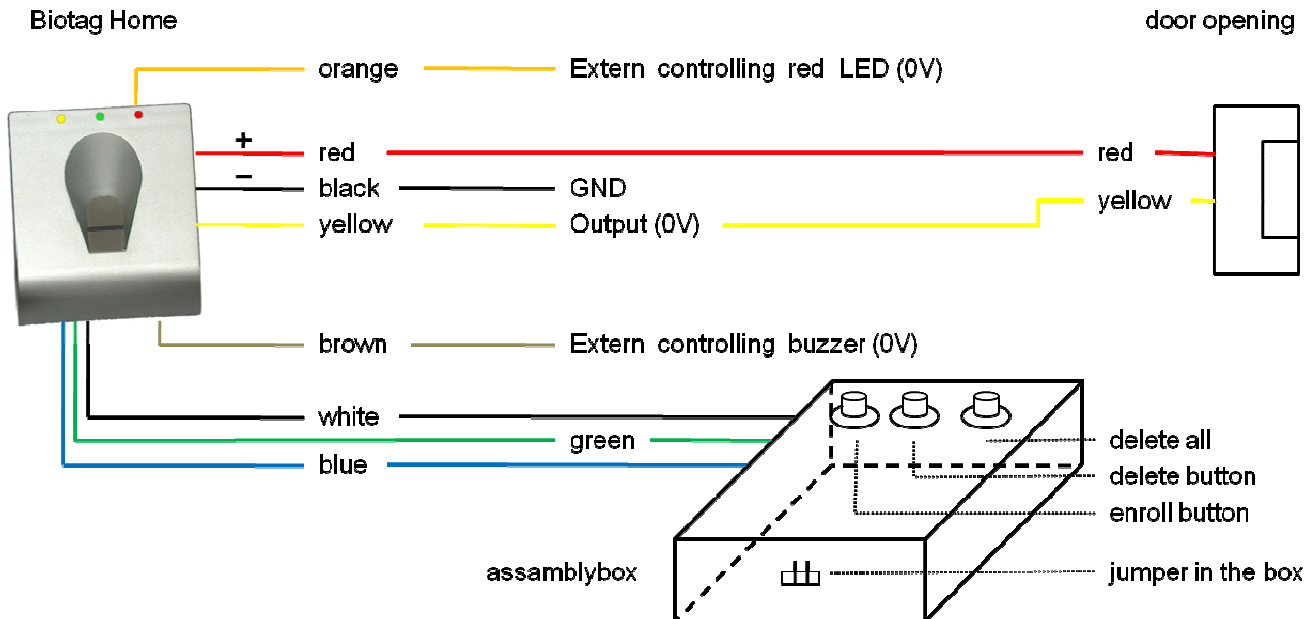 Biotag Home door opening
orange Extern controlling red LED (0V)
+
red red
−
black GND
yellow
yellow Output (0V)
brown Extern controlling buzzer (0V)
white
green delete all
blue
delete button
enroll button
assamblybox jumper in the box